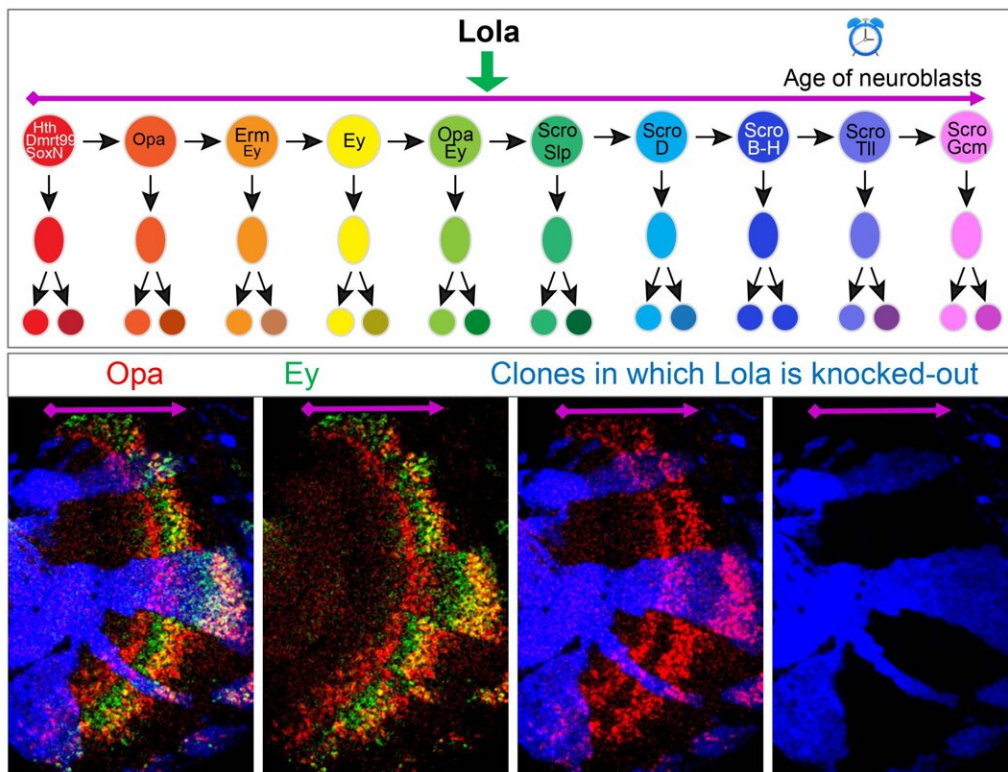 Lola
Age of neuroblasts
Hth
Dmrt99
SoxN
Opa
Erm
Ey
Ey
Opa
Ey
Scro
Slp
Scro
D
Scro
B-H
Scro
Tll
Scro
Gcm
Opa
Ey
Clones in which Lola is knocked-out